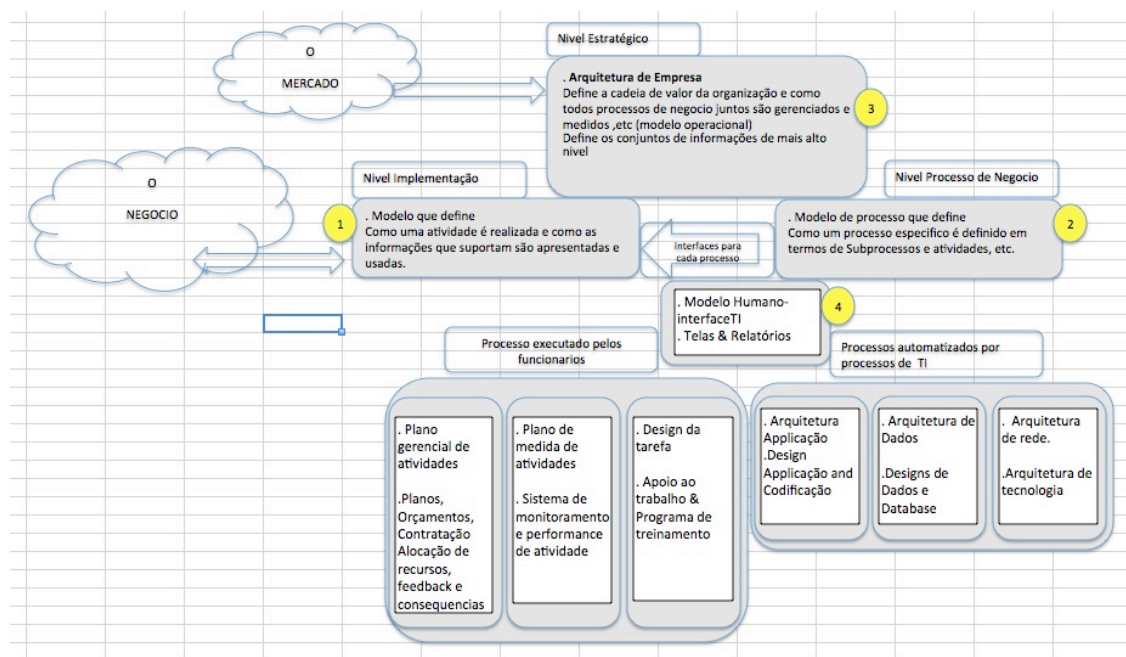 O
MERCADO
Nivel Estratégico
. Arquitetura de Empresa
Define a cadeia de valor da organização e como
todos processos de negocio juntos são gerenciados e
medidos ,etc (modelo operacional)
Define os conjuntos de informações de mais alto
nivel
3
O
NEGOCIO
Nivel Implementação
1
. Modelo que define
Como uma atividade é realizada e como as
informações que suportam são apresentadas e
usadas.
Interfaces para
cada processo
Nivel Processo de Negocio
. Modelo de processo que define
Como um processo especifico é definido em
termos de Subprocessos e atividades, etc.
2
. Modelo Humano-
interfaceTI
. Telas & Relatórios
4
Processo executado pelos
funcionarios
Processos automatizados por
processos de TI
. Plano
gerencial de
atividades
.Planos,
Orçamentos,
Contratação
Alocação de
recursos,
feedback e
consequencias
. Plano de
medida de
atividades
. Sistema de
monitoramento
e performance
de atividade
. Design da
tarefa
. Apoio ao
trabalho &
Programa de
treinamento
. Arquitetura
Applicação
.Design
Applicação and
Codificação
. Arquitetura de
Dados
.Designs de
Dados e
Database
. Arquitetura
de rede.
.Arquitetura de
tecnologia